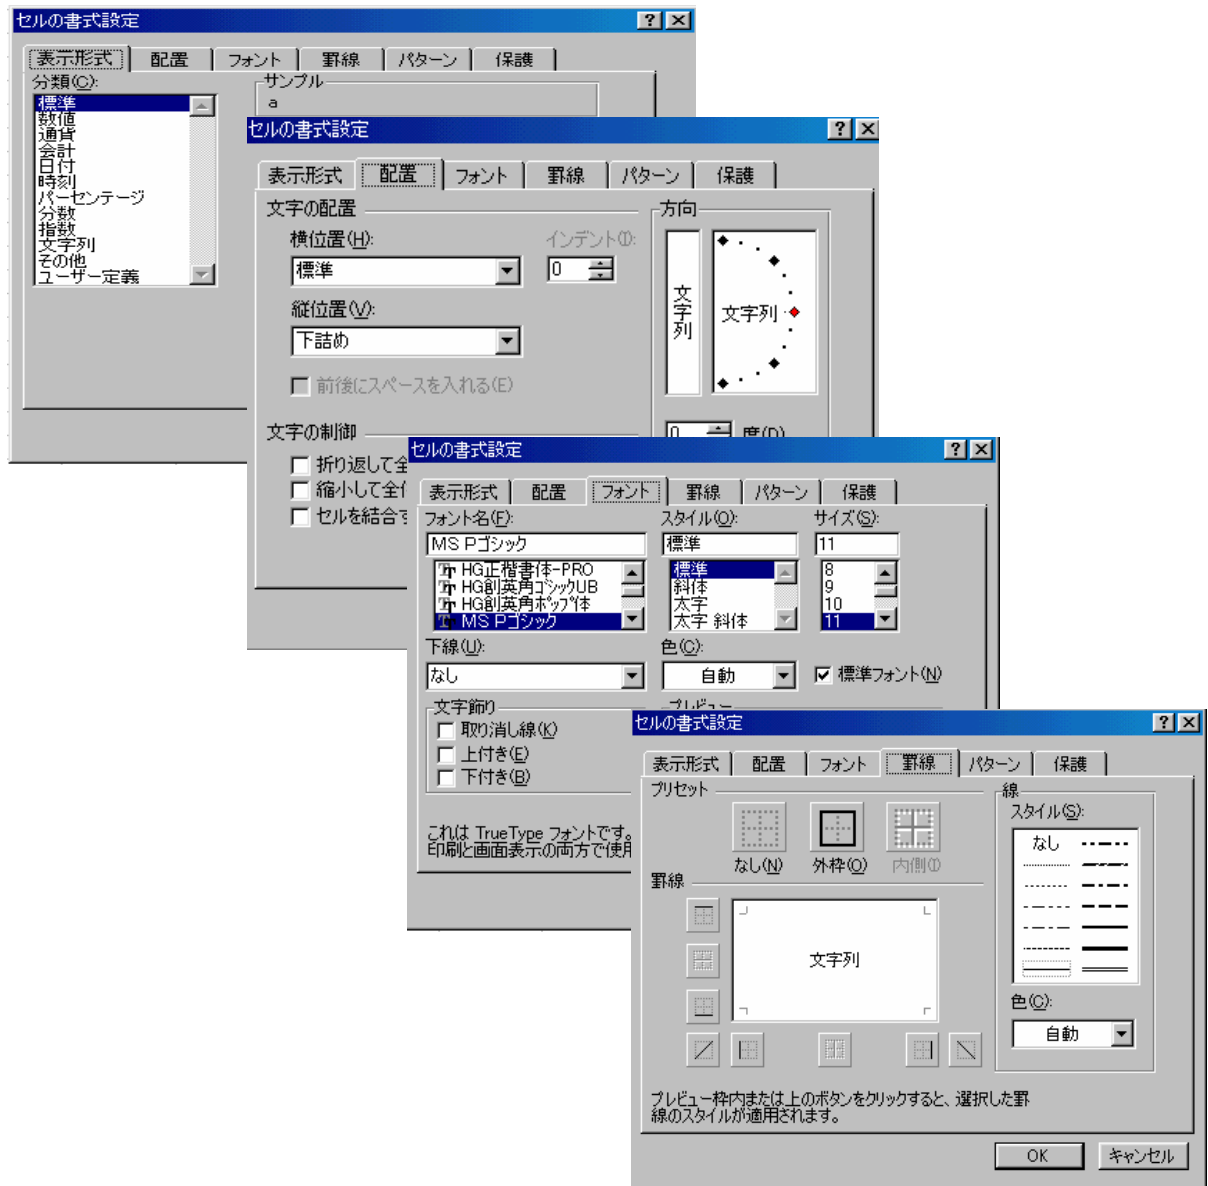 セルの書式設定
表示形式 配置 フォント 罫線 パターン 保護
分類(C):
標準
数値
通貨
会計
日付
時刻
パーセンテージ
分数
指数
文字列
その他
ユーザー定義
サンプル
a
セルの書式設定
表示形式 配置 フォント 罫線 パターン 保護
文字の配置
横位置(H):
標準
インデント(I):
0
縦位置(V):
下詰め
前後にスペースを入れる(E)
方向
文字列
文字列
0 度(D)
文字の制御
折り返して全
縮小して全
セルを結合す
セルの書式設定
表示形式 配置 フォント 罫線 パターン 保護
フォント名(F):
MS Pゴシック
HG正楷書体-PRO
HG創英角ゴシックUB
HG創英角ポップ体
MS Pゴシック
スタイル(O):
標準
標準
斜体
太字
太字 斜体
サイズ(S):
11
8
9
10
11
下線(U):
なし
色(C):
自動
標準フォント(N)
文字飾り
取り消し線(K)
上付き(E)
下付き(B)
プレビュー
これは TrueType フォントです。
印刷と画面表示の両方で使用
セルの書式設定
表示形式 配置 フォント 罫線 パターン 保護
プリセット
なし(N) 外枠(O) 内側(I)
罫線
文字列
線
スタイル(S):
なし
色(C):
自動
プレビュー枠内または上のボタンをクリックすると、選択した罫
線のスタイルが適用されます。
OK キャンセル